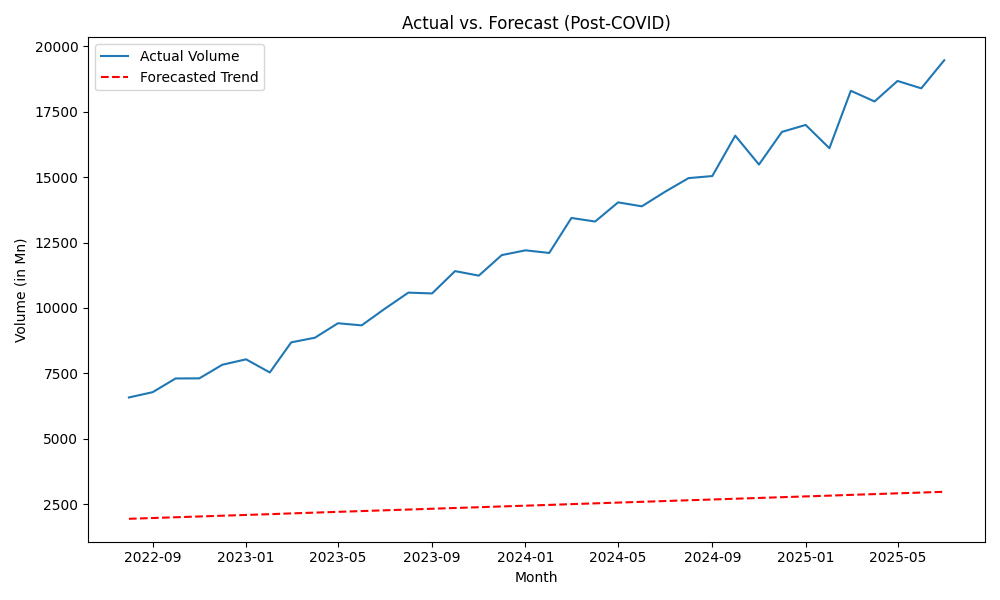 Actual vs. Forecast (Post-COVID)
Actual Volume
Forecasted Trend
Volume (in Mn)
20000
17500
15000
12500
10000
7500
5000
2500
2022-09 2023-01 2023-05 2023-09 2024-01 2024-05 2024-09 2025-01 2025-05
Month